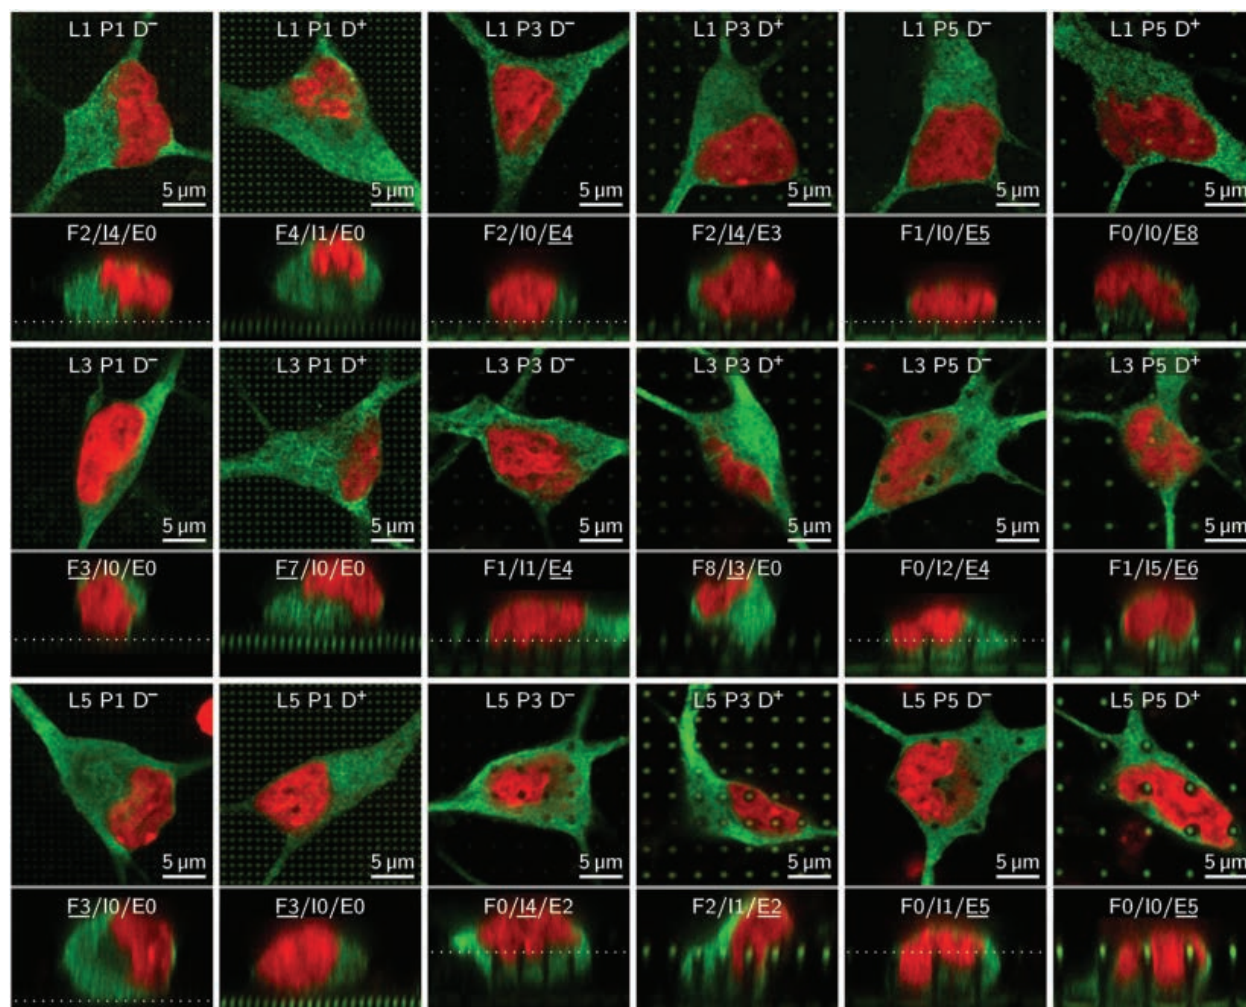 L1 P1 D⁻ L1 P1 D⁺ L1 P3 D⁻ L1 P3 D⁺ L1 P5 D⁻ L1 P5 D⁺
5 µm 5 µm 5 µm 5 µm 5 µm 5 µm
F2/I4/E0 F4/I1/E0 F2/I0/E4 F2/I4/E3 F1/I0/E5 F0/I0/E8
L3 P1 D⁻ L3 P1 D⁺ L3 P3 D⁻ L3 P3 D⁺ L3 P5 D⁻ L3 P5 D⁺
5 µm 5 µm 5 µm 5 µm 5 µm 5 µm
F3/I0/E0 F7/I0/E0 F1/I1/E4 F8/I3/E0 F0/I2/E4 F1/I5/E6
L5 P1 D⁻ L5 P1 D⁺ L5 P3 D⁻ L5 P3 D⁺ L5 P5 D⁻ L5 P5 D⁺
5 µm 5 µm 5 µm 5 µm 5 µm 5 µm
F3/I0/E0 F3/I0/E0 F0/I4/E2 F2/I1/E2 F0/I1/E5 F0/I0/E5